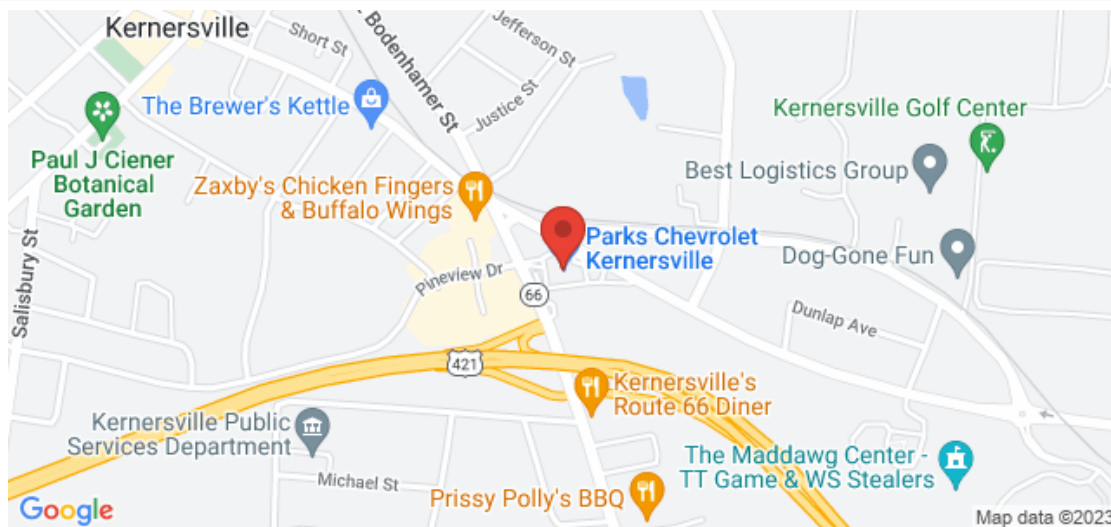 Kernersville
Short St
Jefferson St
Bodenhamer St
Justice St
The Brewer's Kettle
Kernersville Golf Center
Paul J Ciener
Botanical
Garden
Best Logistics Group
Zaxby's Chicken Fingers
& Buffalo Wings
Parks Chevrolet
Kernersville
Dog-Gone Fun
Salisbury St
Pineview Dr
66
Dunlap Ave
421
Kernersville's
Route 66 Diner
Kernersville Public
Services Department
The Maddawg Center -
TT Game & WS Stealers
Michael St
Prissy Polly's BBQ
Google
Map data ©2023